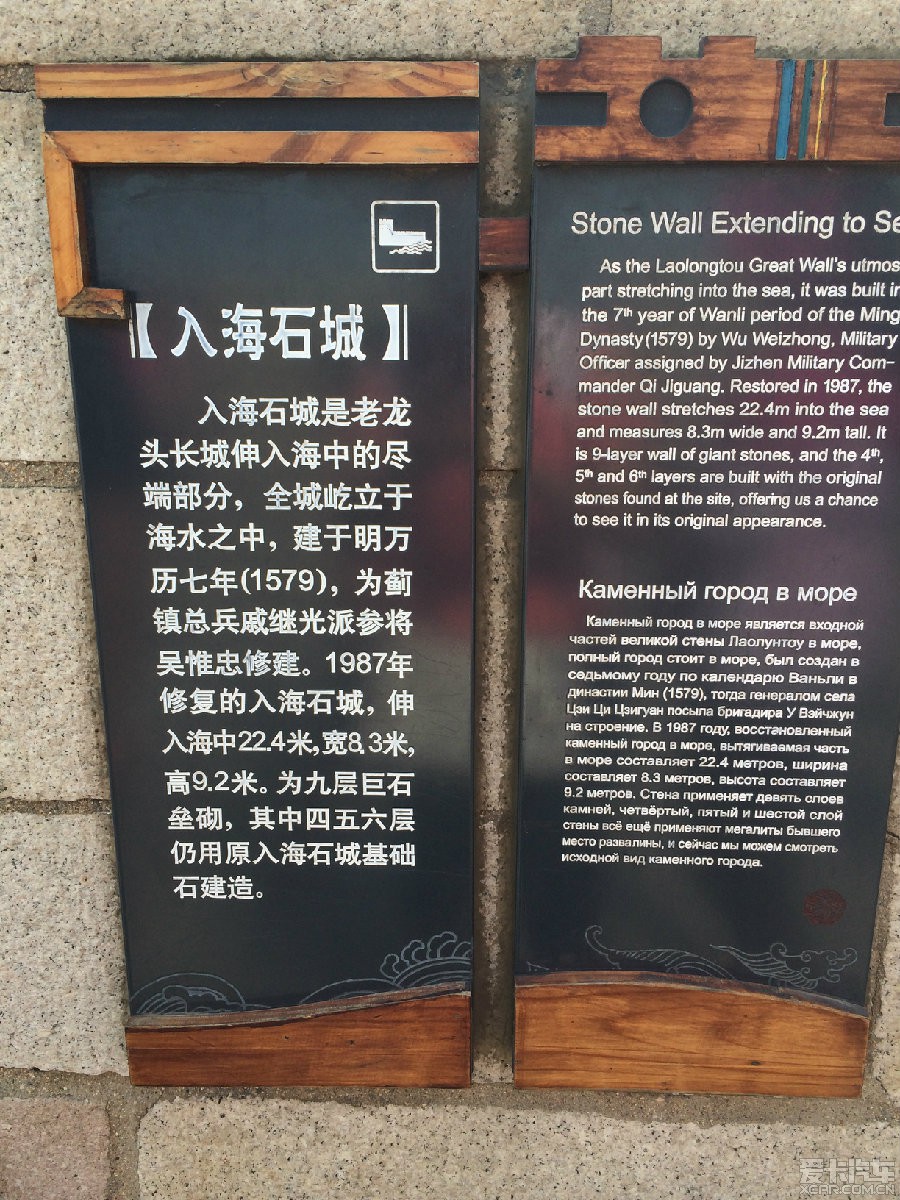 【入海石城】
入海石城是老龙
头长城伸入海中的尽
端部分，全城屹立于
海水之中，建于明万
历七年(1579)，为蓟
镇总兵戚继光派参将
吴惟忠修建。1987年
修复的入海石城，伸
入海中22.4米,宽8.3米,
高9.2米。为九层巨石
垒砌，其中四五六层
仍用原入海石城基础
石建造。
Stone Wall Extending to Se
As the Laolongtou Great Wall's utmos
part stretching into the sea, it was built in
the 7th year of Wanli period of the Ming
Dynasty(1579) by Wu Weizhong, Military
Officer assigned by Jizhen Military Com-
mander Qi Jiguang. Restored in 1987, the
stone wall stretches 22.4m into the sea
and measures 8.3m wide and 9.2m tall. It
is 9-layer wall of giant stones, and the 4th,
5th and 6th layers are built with the original
stones found at the site, offering us a chance
to see it in its original appearance.
Каменный город в море
Каменный город в море является входной
частей великой стены Лаолунтоу в море,
полный город стоит в море, был создан в
седьмому году по календарю Ваньли в
династии Мин (1579), тогда генералом села
Цзи Ци Цзигуан посыла бригадира У Вэйчжун
на строение. В 1987 году, восстановленный
каменный город в море, вытягиваемая часть
в море составляет 22.4 метров, ширина
составляет 8.3 метров, высота составляет
9.2 метров. Стена применяет девять слоев
камней, четвёртый, пятый и шестой слой
стены всё ещё применяют мегалиты бывшего
место развалины, и сейчас мы можем смотреть
исходной вид каменного города.
爱卡汽车
XCAR.COM.CN